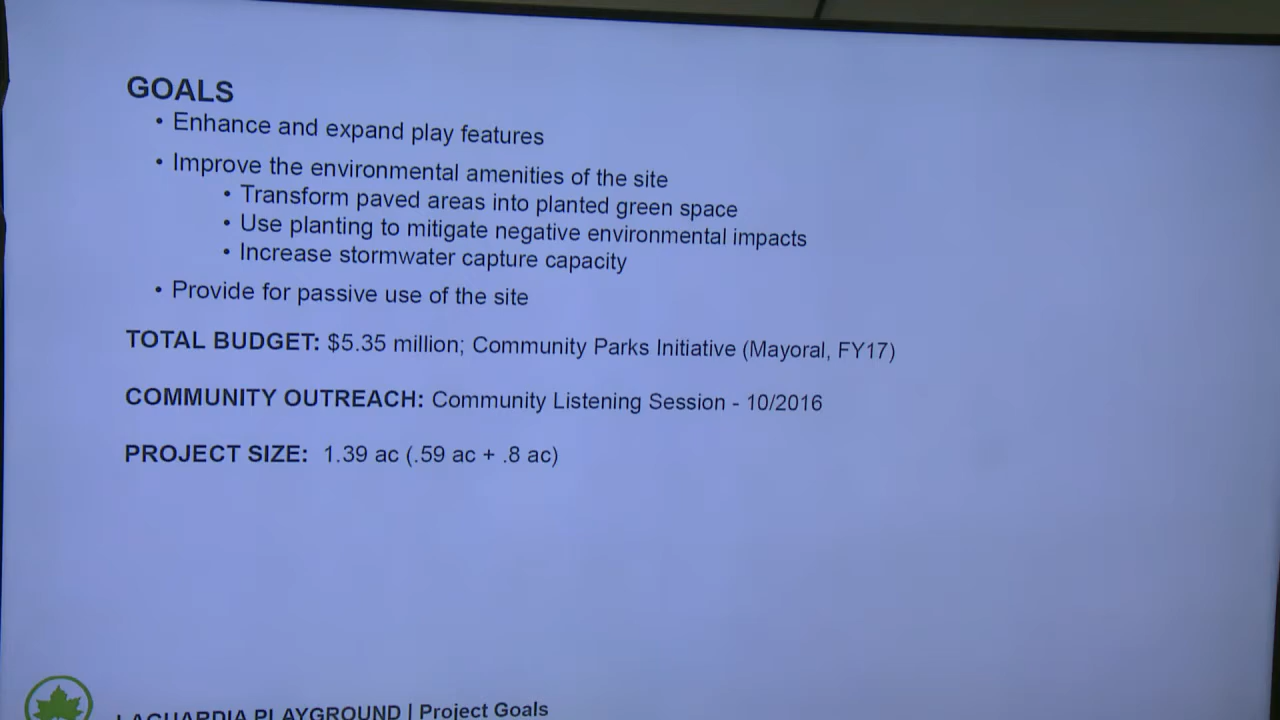 GOALS
• Enhance and expand play features
• Improve the environmental amenities of the site
• Transform paved areas into planted green space
• Use planting to mitigate negative environmental impacts
• Increase stormwater capture capacity
• Provide for passive use of the site
TOTAL BUDGET: $5.35 million; Community Parks Initiative (Mayoral, FY17)
COMMUNITY OUTREACH: Community Listening Session - 10/2016
PROJECT SIZE: 1.39 ac (.59 ac + .8 ac)
LAGUARDIA PLAYGROUND | Project Goals